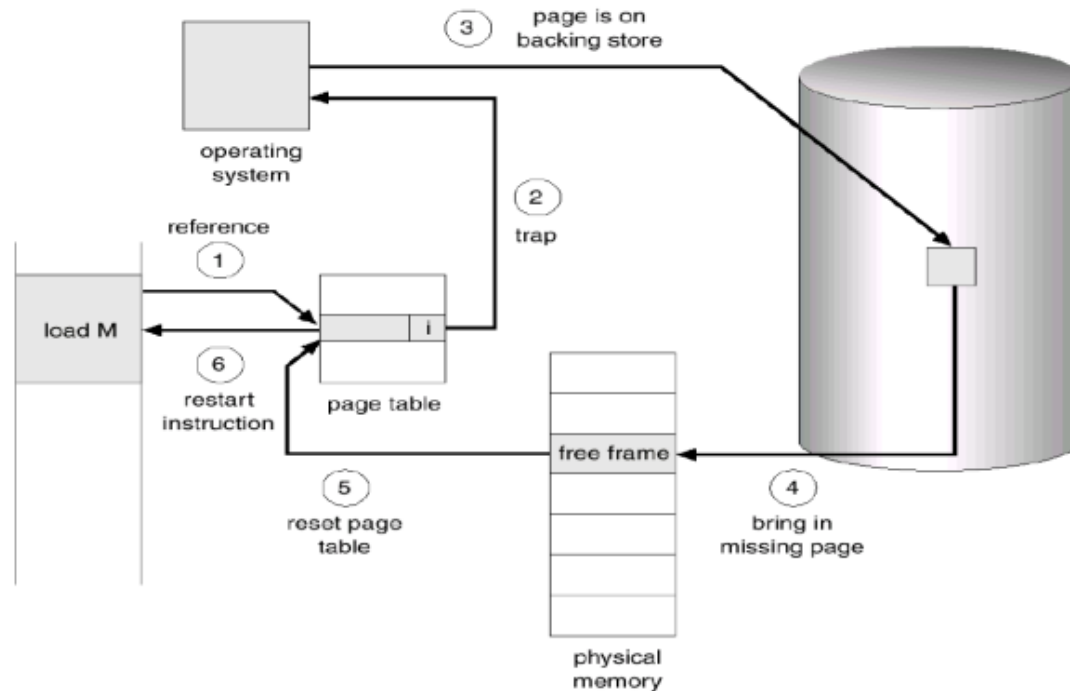 3
page is on
backing store
operating
system
2
trap
reference
1
load M
i
6
restart
instruction
page table
free frame
5
reset page
table
4
bring in
missing page
physical
memory